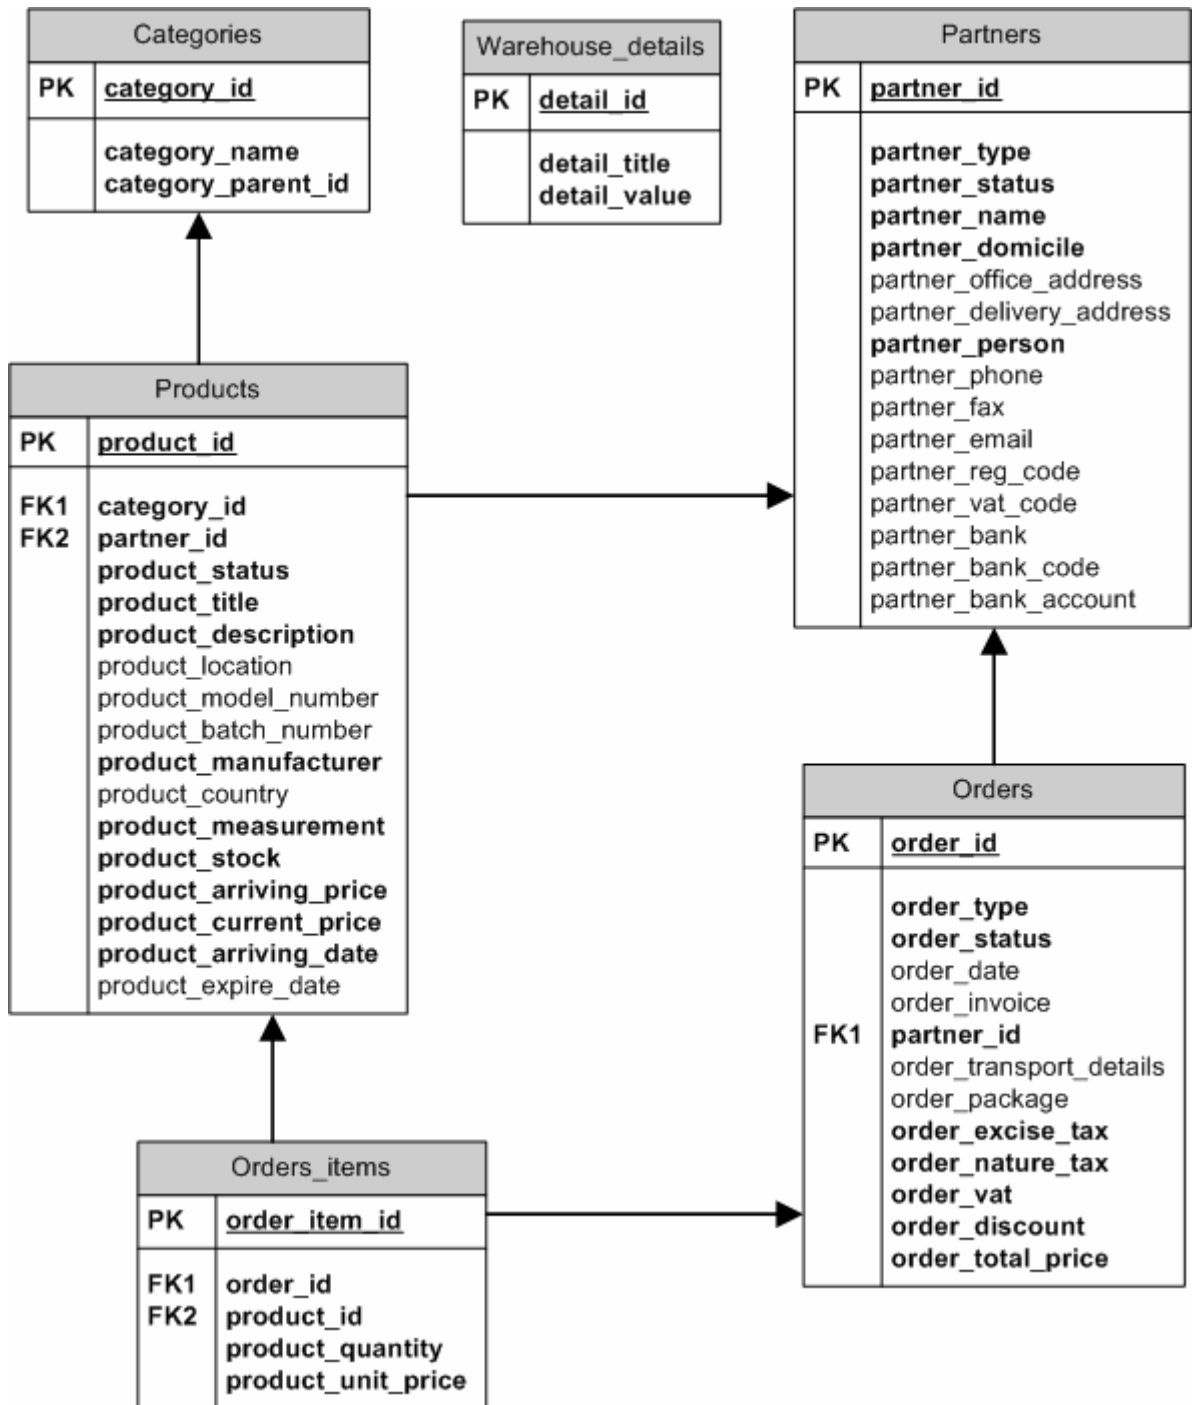 Categories
PK category_id
category_name
category_parent_id
Warehouse_details
PK detail_id
detail_title
detail_value
Partners
PK partner_id
partner_type
partner_status
partner_name
partner_domicile
partner_office_address
partner_delivery_address
partner_person
partner_phone
partner_fax
partner_email
partner_reg_code
partner_vat_code
partner_bank
partner_bank_code
partner_bank_account
Products
PK product_id
FK1 category_id
FK2 partner_id
product_status
product_title
product_description
product_location
product_model_number
product_batch_number
product_manufacturer
product_country
product_measurement
product_stock
product_arriving_price
product_current_price
product_arriving_date
product_expire_date
Orders
PK order_id
order_type
order_status
order_date
order_invoice
FK1 partner_id
order_transport_details
order_package
order_excise_tax
order_nature_tax
order_vat
order_discount
order_total_price
Orders_items
PK order_item_id
FK1 order_id
FK2 product_id
product_quantity
product_unit_price